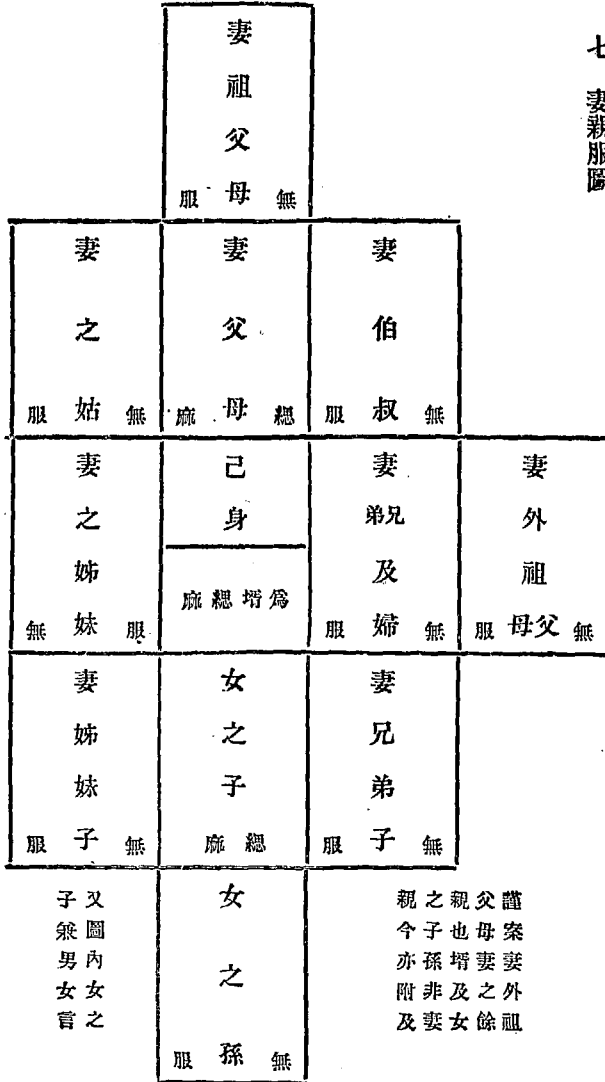 七 妻親服圖
妻祖父母
無服
妻伯叔
無服
妻父母
緦麻
妻之姑
無服
妻外祖父母
無服
妻兄弟及婦
無服
己身
爲壻緦麻
妻之姊妹
服無
妻兄弟子
無服
女之子
緦麻
妻姊妹子
無服
女之孫
無服
謹案妻外祖
父母妻之餘
親也壻及女
之子孫非妻
親今亦附及
又圖內女之
子兼男女言